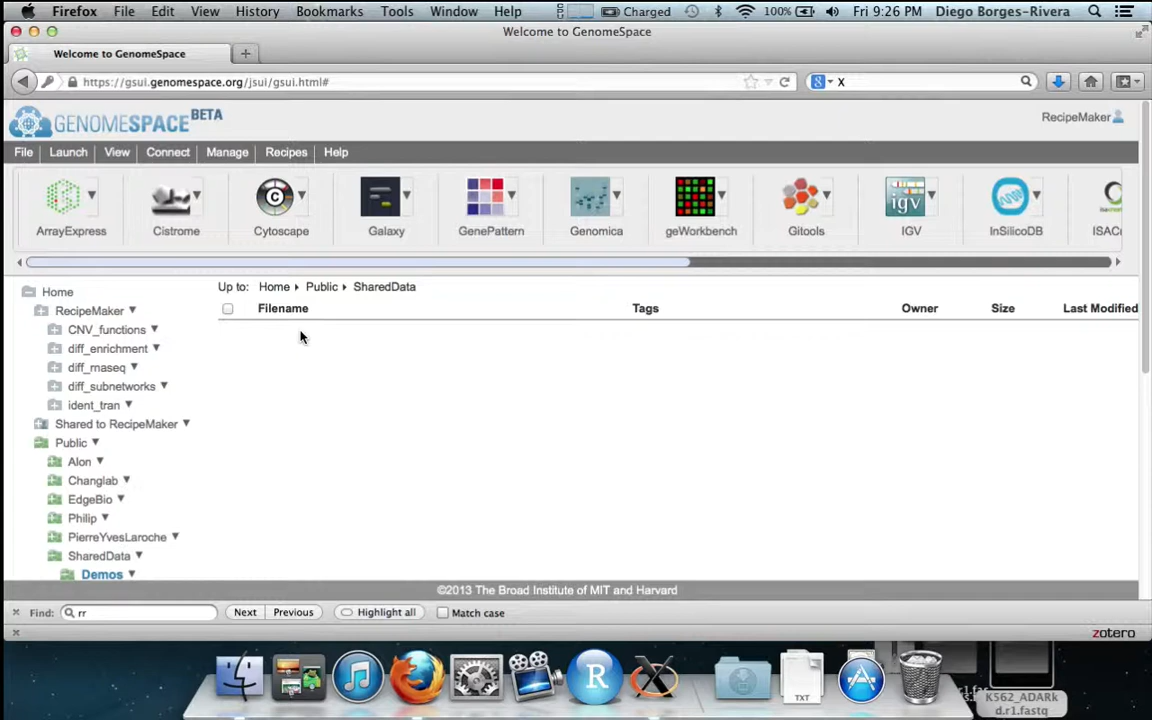 Firefox File Edit View History Bookmarks Tools Window Help Charged 100% Fri 9:26 PM Diego Borges-Rivera
Welcome to GenomeSpace
Welcome to GenomeSpace
https://gsui.genomespace.org/jsui/gsui.html# X
GENOMESPACE BETA
RecipeMaker
File Launch View Connect Manage Recipes Help
ArrayExpress Cistrome Cytoscape Galaxy GenePattern Genomica geWorkbench Gitools IGV InSilicoDB ISACr
Up to: Home Public SharedData
Home
Filename Tags Owner Size Last Modified
RecipeMaker
CNV_functions
diff_enrichment
diff_rnaseq
diff_subnetworks
ident_tran
Shared to RecipeMaker
Public
Alon
Changlab
EdgeBio
Philip
PierreYvesLaroche
SharedData
Demos
©2013 The Broad Institute of MIT and Harvard
Find: rr Next Previous Highlight all Match case
zotero
TXT
K562_ADARk
d.r1.fastq